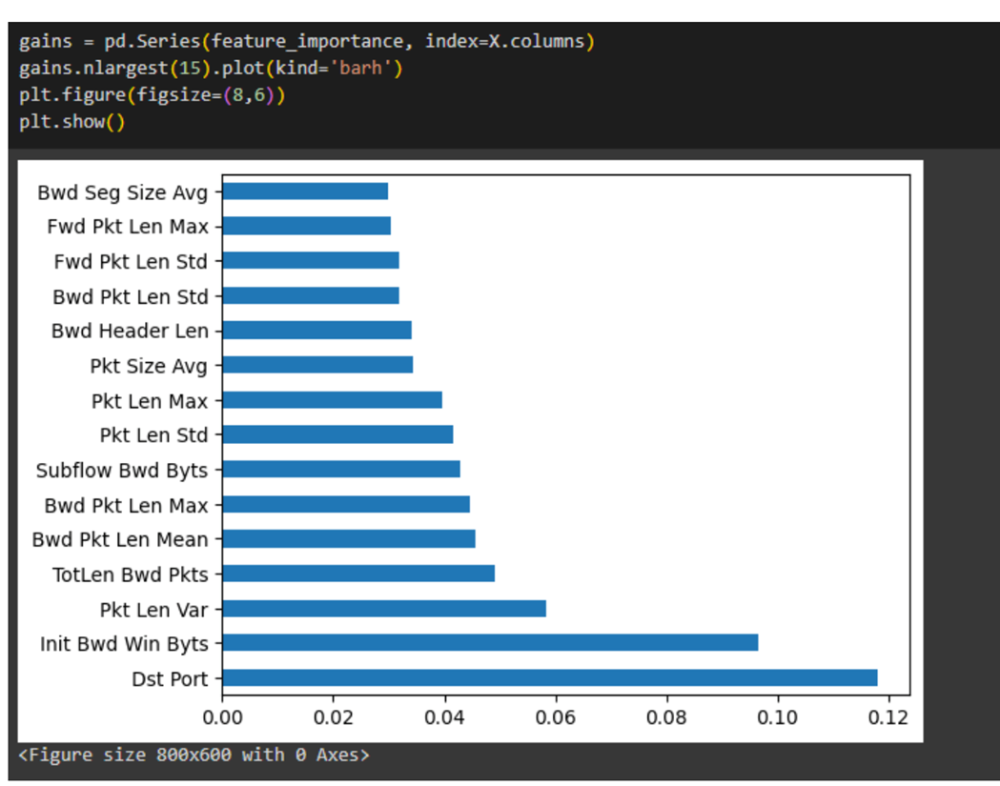 gains = pd.Series(feature_importance, index=X.columns)
gains.nlargest(15).plot(kind='barh')
plt.figure(figsize=(8,6))
plt.show()
Bwd Seg Size Avg
Fwd Pkt Len Max
Fwd Pkt Len Std
Bwd Pkt Len Std
Bwd Header Len
Pkt Size Avg
Pkt Len Max
Pkt Len Std
Subflow Bwd Byts
Bwd Pkt Len Max
Bwd Pkt Len Mean
TotLen Bwd Pkts
Pkt Len Var
Init Bwd Win Byts
Dst Port
0.00 0.02 0.04 0.06 0.08 0.10 0.12
<Figure size 800x600 with 0 Axes>